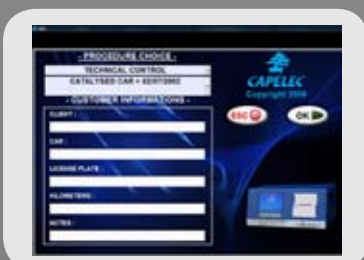 - PROCEDURE CHOICE -
TECHNICAL CONTROL
CATALYSED CAR > 02/07/2002
- CUSTOMER INFORMATIONS -
CLIENT :
CAR :
LICENSE PLATE :
KILOMETERS :
NOTES :
CAPELEC
Copyright 2008
ESC
OK